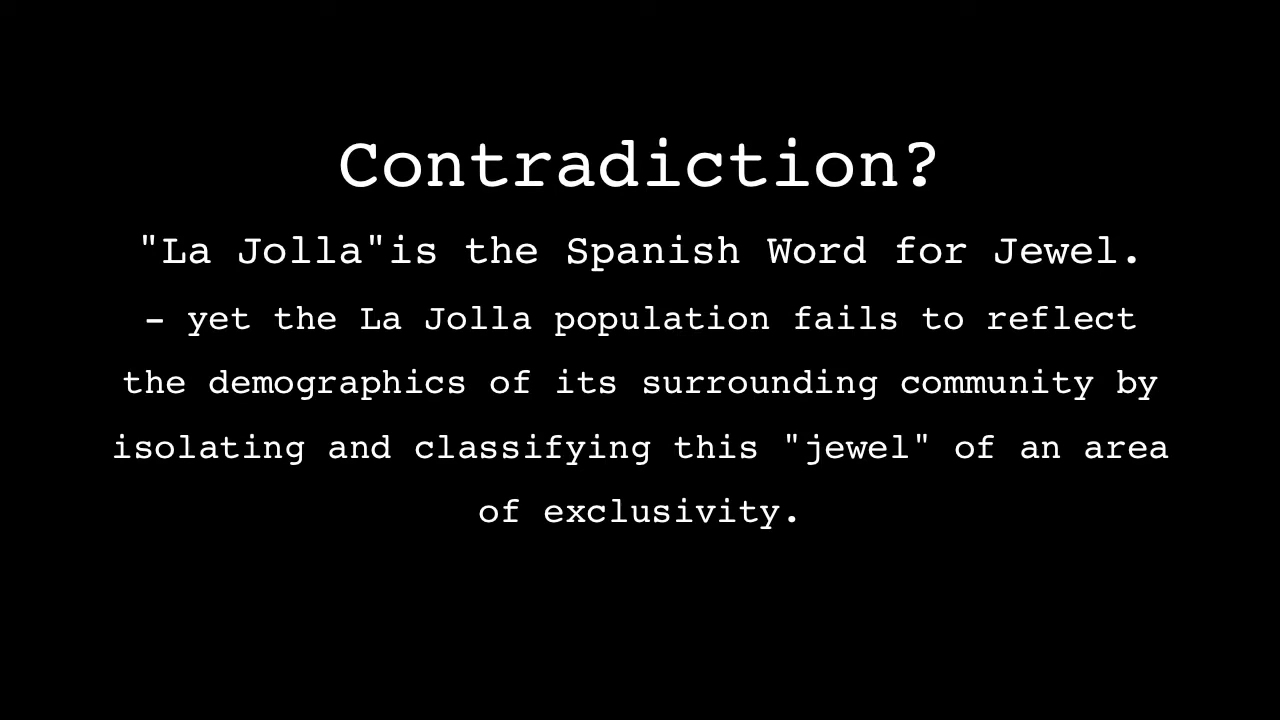 Contradiction?
"La Jolla"is the Spanish Word for Jewel.
- yet the La Jolla population fails to reflect
the demographics of its surrounding community by
isolating and classifying this "jewel" of an area
of exclusivity.